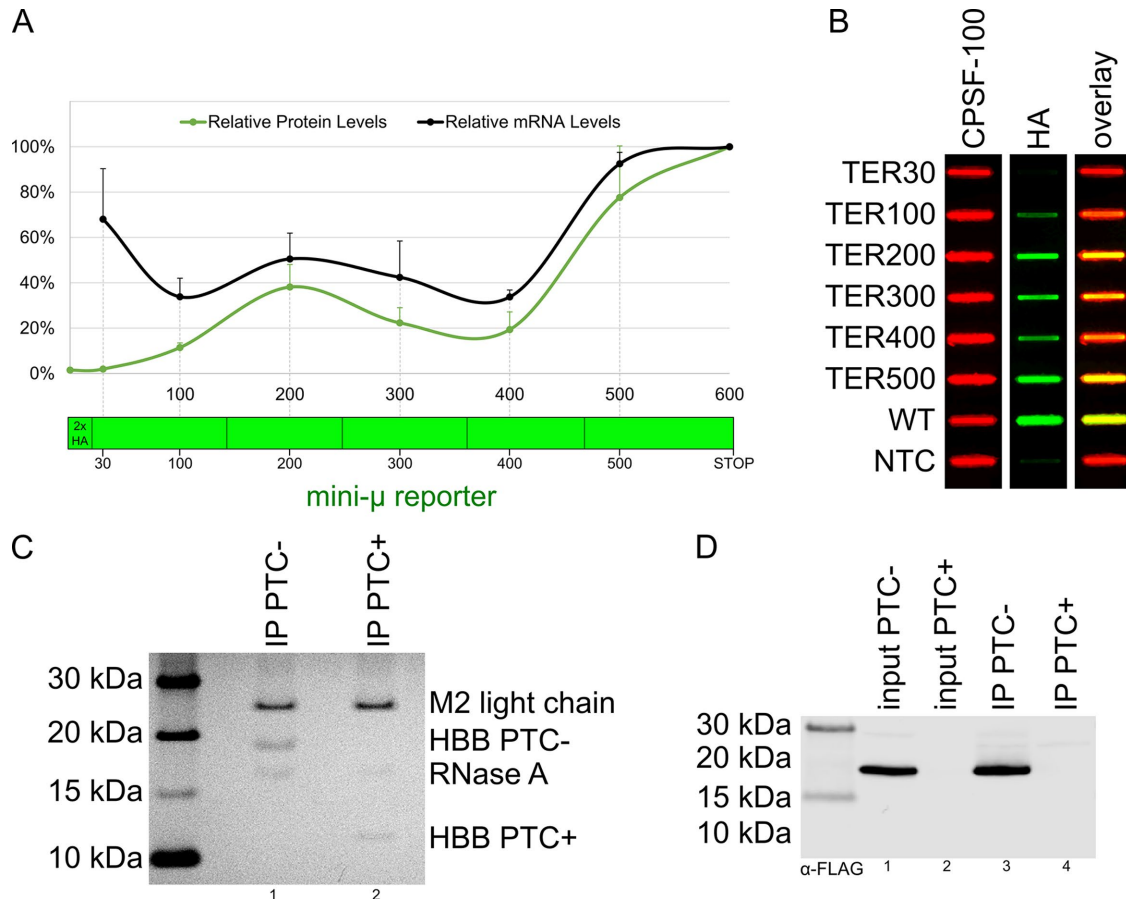 A
Relative Protein Levels
Relative mRNA Levels
100%
80%
60%
40%
20%
0%
100 200 300 400 500 600
2x
HA
30 100 200 300 400 500 STOP
mini-μ reporter
B
CPSF-100
HA
overlay
TER30
TER100
TER200
TER300
TER400
TER500
WT
NTC
C
IP PTC-
IP PTC+
30 kDa
20 kDa
15 kDa
10 kDa
M2 light chain
HBB PTC-
RNase A
HBB PTC+
1 2
D
input PTC-
input PTC+
IP PTC-
IP PTC+
30 kDa
20 kDa
15 kDa
10 kDa
α-FLAG 1 2 3 4